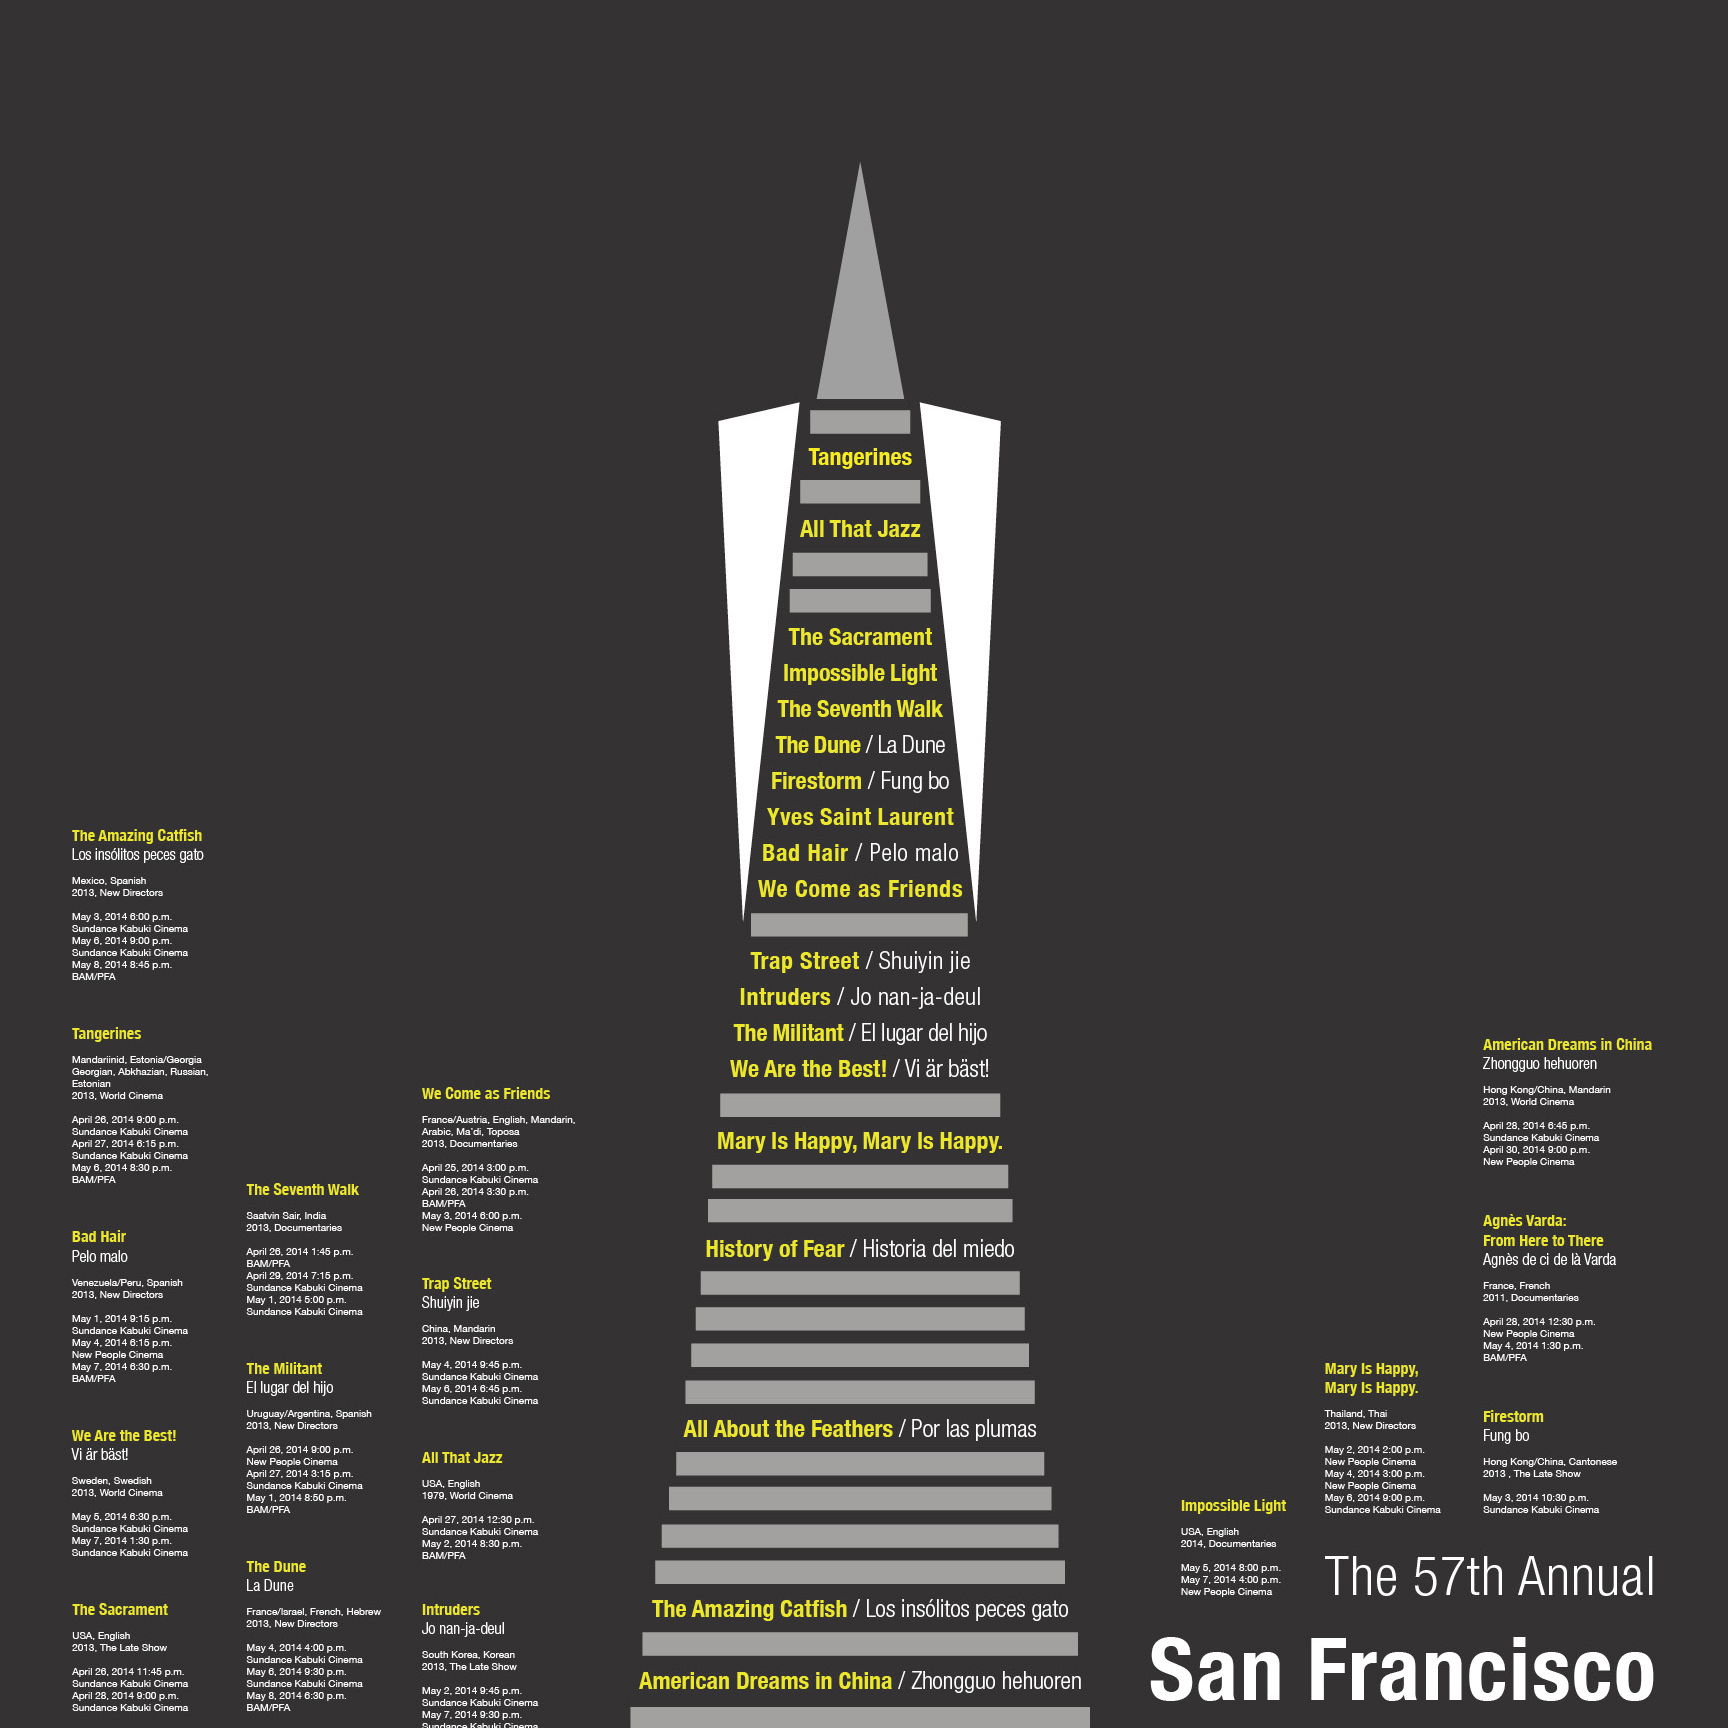 Tangerines
All That Jazz
The Sacrament
Impossible Light
The Seventh Walk
The Dune / La Dune
Firestorm / Fung bo
Yves Saint Laurent
Bad Hair / Pelo malo
We Come as Friends
Trap Street / Shuiyin jie
Intruders / Jo nan-ja-deul
The Militant / El lugar del hijo
We Are the Best! / Vi är bäst!
Mary Is Happy, Mary Is Happy.
History of Fear / Historia del miedo
All About the Feathers / Por las plumas
The Amazing Catfish / Los insólitos peces gato
American Dreams in China / Zhongguo hehuoren
The Amazing Catfish
Los insólitos peces gato
Mexico, Spanish
2013, New Directors
May 3, 2014 6:00 p.m.
Sundance Kabuki Cinema
May 6, 2014 9:00 p.m.
Sundance Kabuki Cinema
May 8, 2014 8:45 p.m.
BAM/PFA
Tangerines
Mandariinid, Estonia/Georgia
Georgian, Abkhazian, Russian,
Estonian
2013, World Cinema
April 26, 2014 9:00 p.m.
Sundance Kabuki Cinema
April 27, 2014 6:15 p.m.
Sundance Kabuki Cinema
May 6, 2014 8:30 p.m.
BAM/PFA
Bad Hair
Pelo malo
Venezuela/Peru, Spanish
2013, New Directors
May 1, 2014 9:15 p.m.
Sundance Kabuki Cinema
May 4, 2014 6:15 p.m.
New People Cinema
May 7, 2014 6:30 p.m.
BAM/PFA
We Are the Best!
Vi är bäst!
Sweden, Swedish
2013, World Cinema
May 5, 2014 6:30 p.m.
Sundance Kabuki Cinema
May 7, 2014 1:30 p.m.
Sundance Kabuki Cinema
The Sacrament
USA, English
2013, The Late Show
April 26, 2014 11:45 p.m.
Sundance Kabuki Cinema
April 28, 2014 9:00 p.m.
Sundance Kabuki Cinema
The Seventh Walk
Saatvin Sair, India
2013, Documentaries
April 26, 2014 1:45 p.m.
BAM/PFA
April 29, 2014 7:15 p.m.
Sundance Kabuki Cinema
May 1, 2014 5:00 p.m.
Sundance Kabuki Cinema
The Militant
El lugar del hijo
Uruguay/Argentina, Spanish
2013, New Directors
April 26, 2014 9:00 p.m.
New People Cinema
April 27, 2014 3:15 p.m.
Sundance Kabuki Cinema
May 1, 2014 8:50 p.m.
BAM/PFA
The Dune
La Dune
France/Israel, French, Hebrew
2013, New Directors
May 4, 2014 4:00 p.m.
Sundance Kabuki Cinema
May 6, 2014 9:30 p.m.
Sundance Kabuki Cinema
May 8, 2014 6:30 p.m.
BAM/PFA
We Come as Friends
France/Austria, English, Mandarin,
Arabic, Ma'di, Toposa
2013, Documentaries
April 25, 2014 3:00 p.m.
Sundance Kabuki Cinema
April 26, 2014 3:30 p.m.
BAM/PFA
May 3, 2014 6:00 p.m.
New People Cinema
Trap Street
Shuiyin jie
China, Mandarin
2013, New Directors
May 4, 2014 9:45 p.m.
Sundance Kabuki Cinema
May 6, 2014 6:45 p.m.
Sundance Kabuki Cinema
All That Jazz
USA, English
1979, World Cinema
April 27, 2014 12:30 p.m.
Sundance Kabuki Cinema
May 2, 2014 8:30 p.m.
BAM/PFA
Intruders
Jo nan-ja-deul
South Korea, Korean
2013, The Late Show
May 2, 2014 9:45 p.m.
Sundance Kabuki Cinema
May 7, 2014 9:30 p.m.
Sundance Kabuki Cinema
Impossible Light
USA, English
2014, Documentaries
May 5, 2014 8:00 p.m.
May 7, 2014 4:00 p.m.
New People Cinema
Mary Is Happy,
Mary Is Happy.
Thailand, Thai
2013, New Directors
May 2, 2014 2:00 p.m.
New People Cinema
May 4, 2014 3:00 p.m.
New People Cinema
May 6, 2014 9:00 p.m.
Sundance Kabuki Cinema
American Dreams in China
Zhongguo hehuoren
Hong Kong/China, Mandarin
2013, World Cinema
April 28, 2014 6:45 p.m.
Sundance Kabuki Cinema
April 30, 2014 9:00 p.m.
New People Cinema
Agnès Varda:
From Here to There
Agnès de ci de là Varda
France, French
2011, Documentaries
April 28, 2014 12:30 p.m.
New People Cinema
May 4, 2014 1:30 p.m.
BAM/PFA
Firestorm
Fung bo
Hong Kong/China, Cantonese
2013 , The Late Show
May 3, 2014 10:30 p.m.
Sundance Kabuki Cinema
The 57th Annual
San Francisco